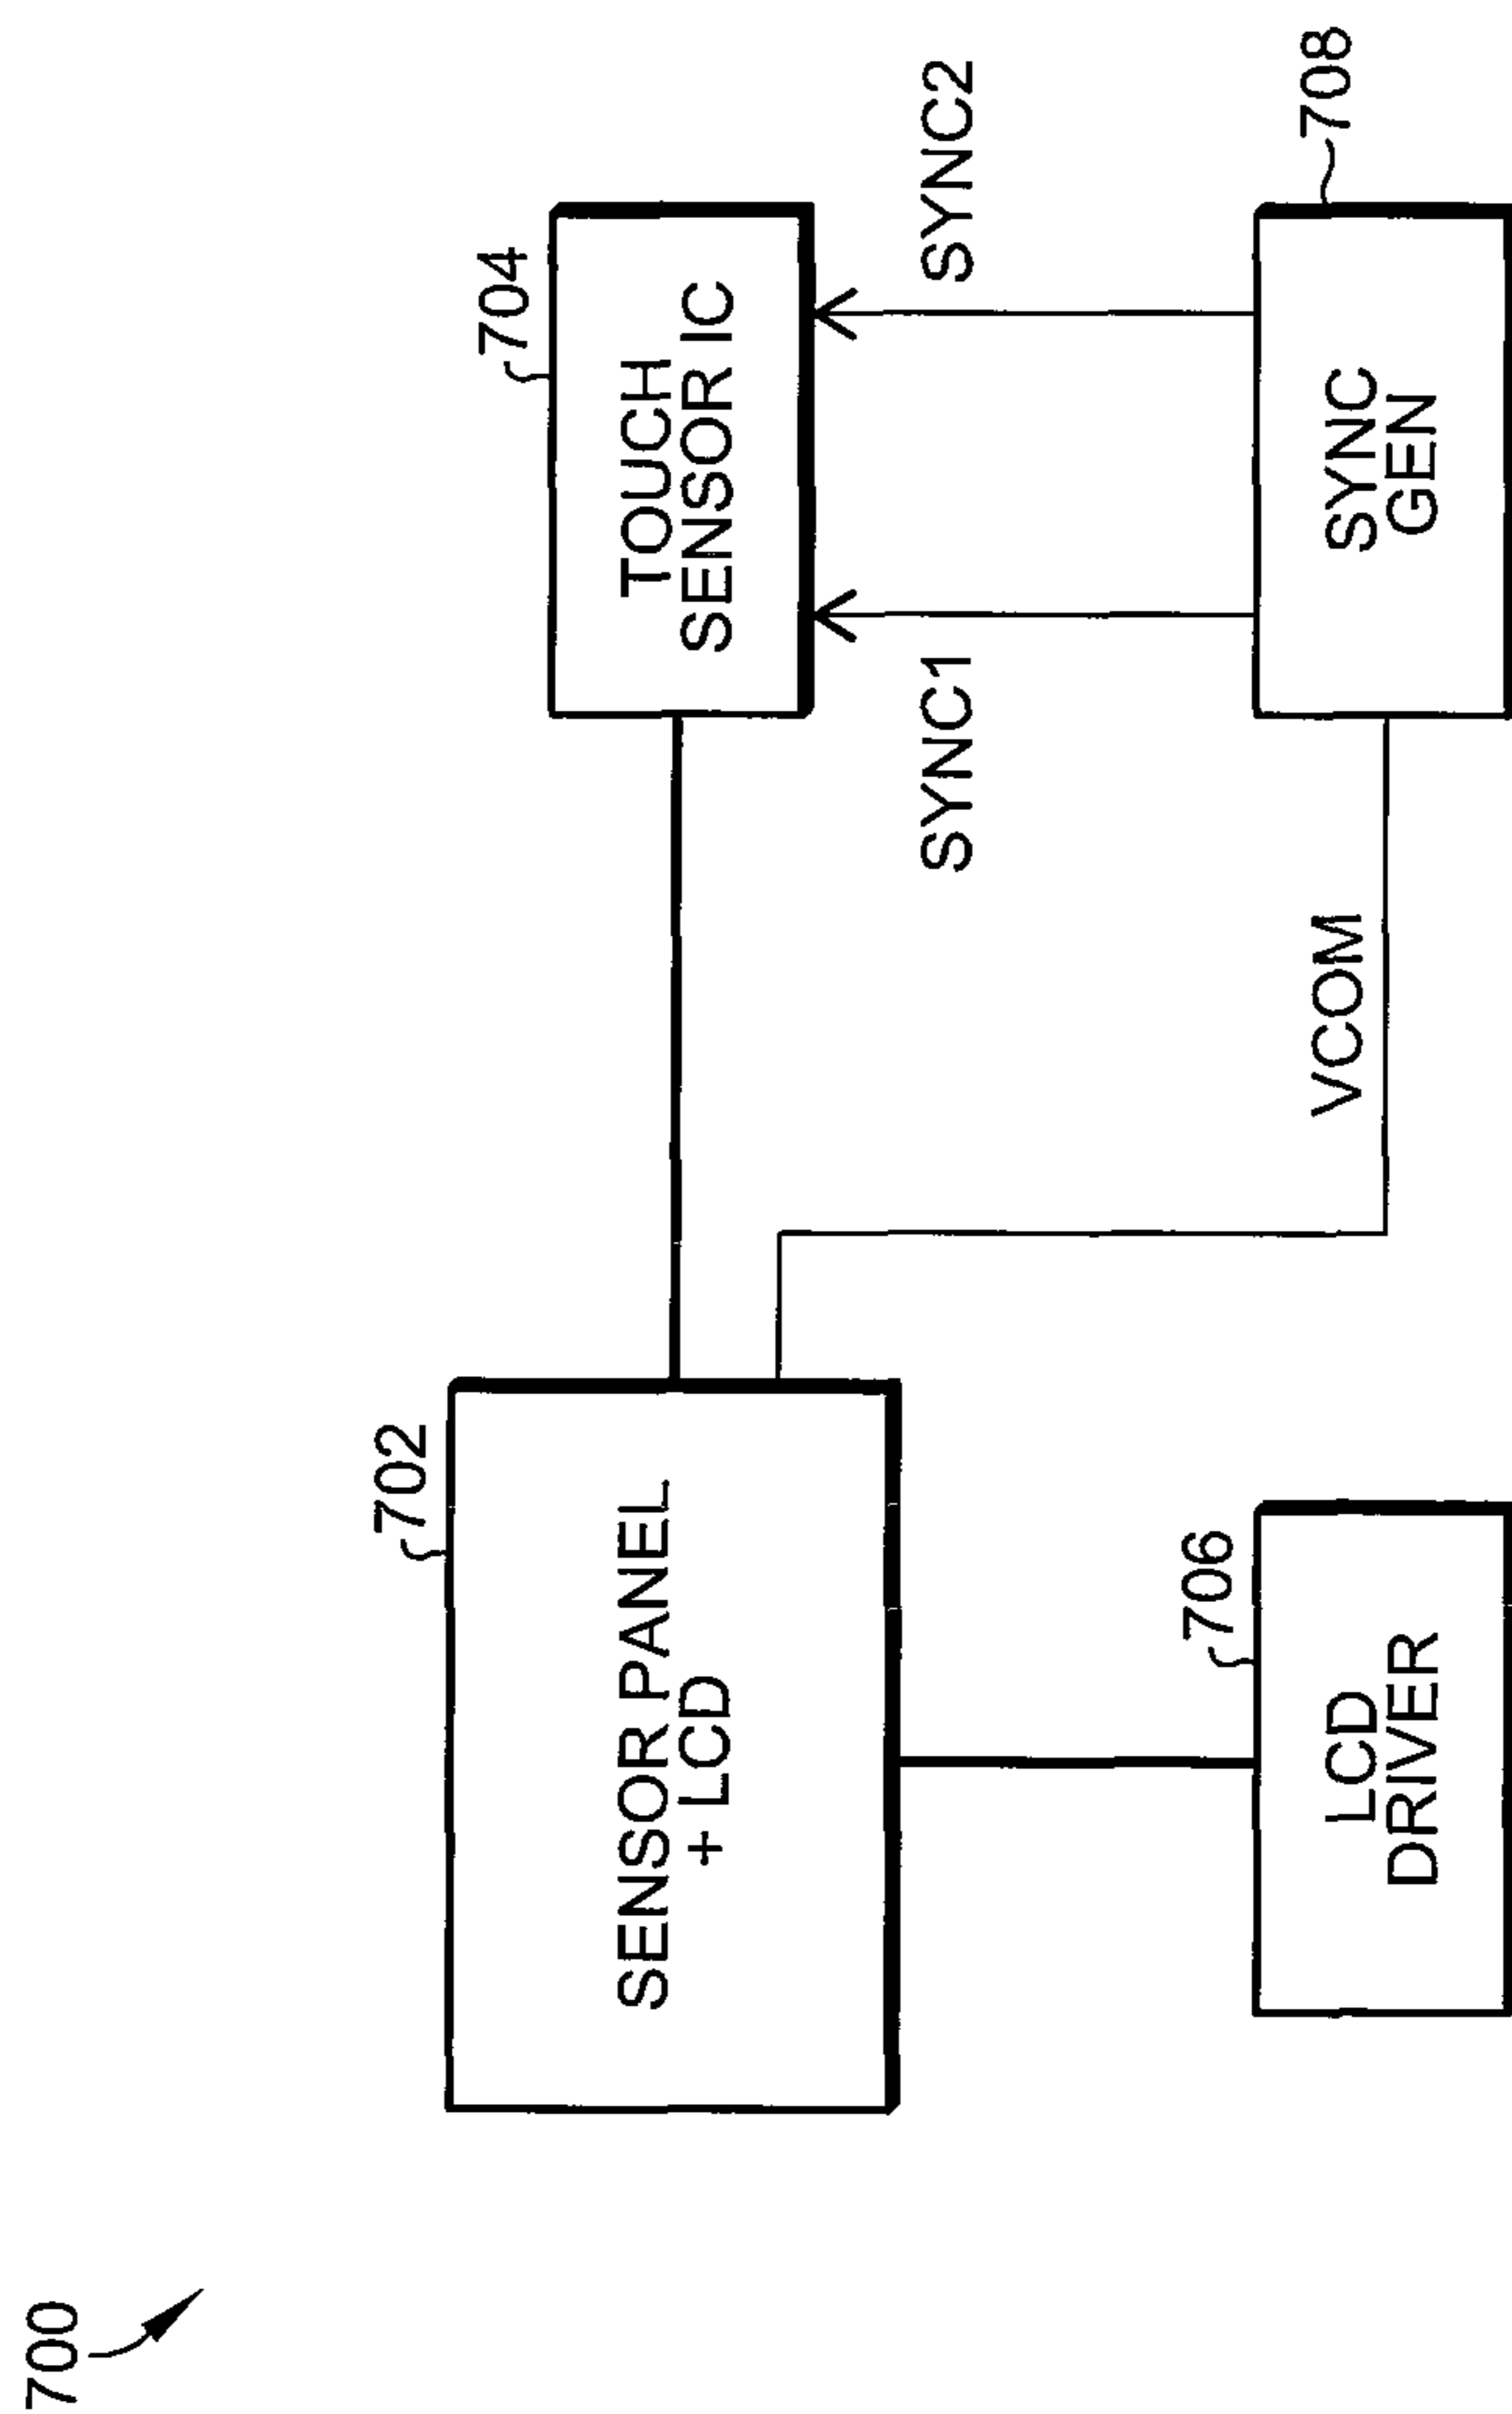 700
702
SENSOR PANEL
+ LCD
704
TOUCH
SENSOR IC
SYNC1
SYNC2
VCOM
706
LCD
DRIVER
708
SYNC
GEN